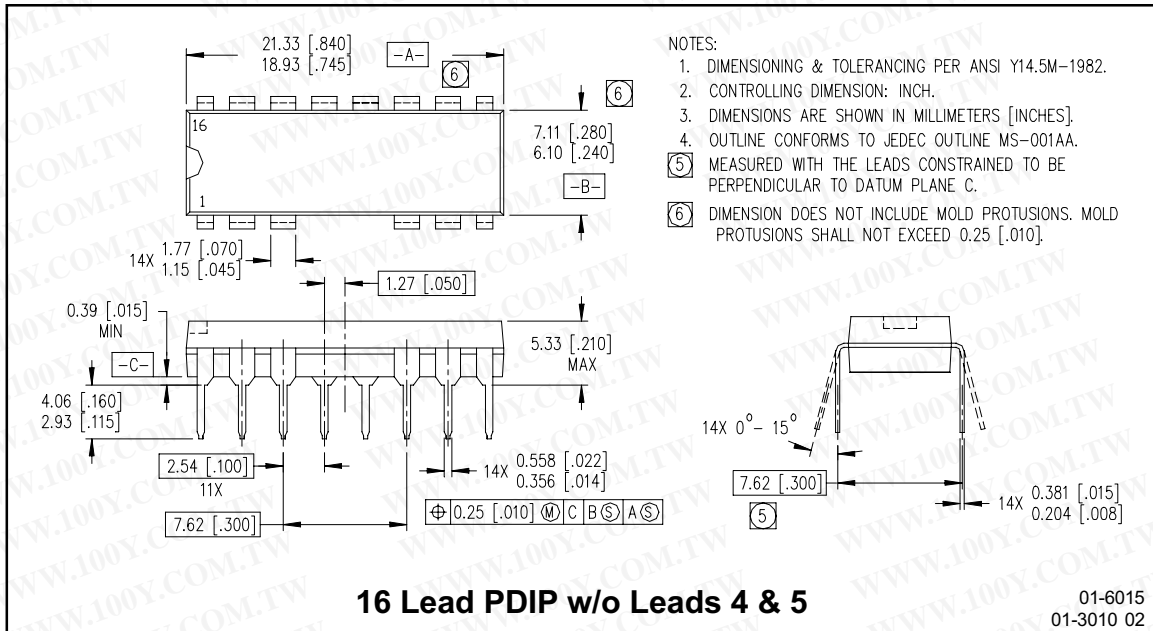 21.33 [.840]
18.93 [.745]
-A-
6
6
16
1
7.11 [.280]
6.10 [.240]
-B-
NOTES:
1. DIMENSIONING & TOLERANCING PER ANSI Y14.5M-1982.
2. CONTROLLING DIMENSION: INCH.
3. DIMENSIONS ARE SHOWN IN MILLIMETERS [INCHES].
4. OUTLINE CONFORMS TO JEDEC OUTLINE MS-001AA.
5 MEASURED WITH THE LEADS CONSTRAINED TO BE
PERPENDICULAR TO DATUM PLANE C.
6 DIMENSION DOES NOT INCLUDE MOLD PROTUSIONS. MOLD
PROTUSIONS SHALL NOT EXCEED 0.25 [.010].
14X 1.77 [.070]
1.15 [.045]
1.27 [.050]
0.39 [.015]
MIN
-C-
5.33 [.210]
MAX
4.06 [.160]
2.93 [.115]
2.54 [.100]
11X
14X 0.558 [.022]
0.356 [.014]
⌖ 0.25 [.010] Ⓜ C B Ⓢ A Ⓢ
7.62 [.300]
14X 0°- 15°
7.62 [.300]
5
14X 0.381 [.015]
0.204 [.008]
16 Lead PDIP w/o Leads 4 & 5
01-6015
01-3010 02
WWW.100Y.COM.TW